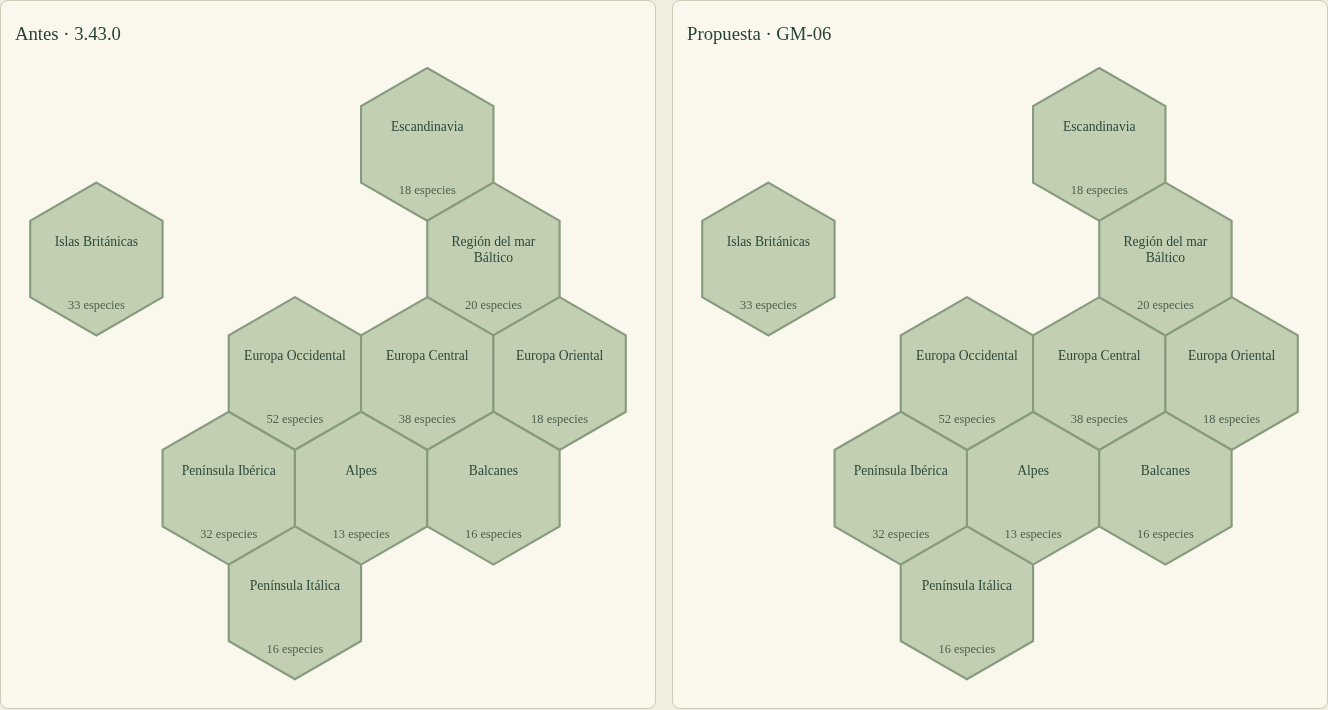 Antes · 3.43.0
Escandinavia
18 especies
Islas Británicas
33 especies
Región del mar
Báltico
20 especies
Europa Occidental
52 especies
Europa Central
38 especies
Europa Oriental
18 especies
Península Ibérica
32 especies
Alpes
13 especies
Balcanes
16 especies
Península Itálica
16 especies
Propuesta · GM-06
Escandinavia
18 especies
Islas Británicas
33 especies
Región del mar
Báltico
20 especies
Europa Occidental
52 especies
Europa Central
38 especies
Europa Oriental
18 especies
Península Ibérica
32 especies
Alpes
13 especies
Balcanes
16 especies
Península Itálica
16 especies